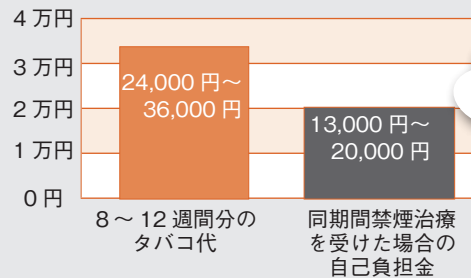 4 万円
3 万円
2 万円
1 万円
0 円
24,000 円～
36,000 円
13,000 円～
20,000 円
8 ～ 12 週間分の
タバコ代
同期間禁煙治療
を受けた場合の
自己負担金